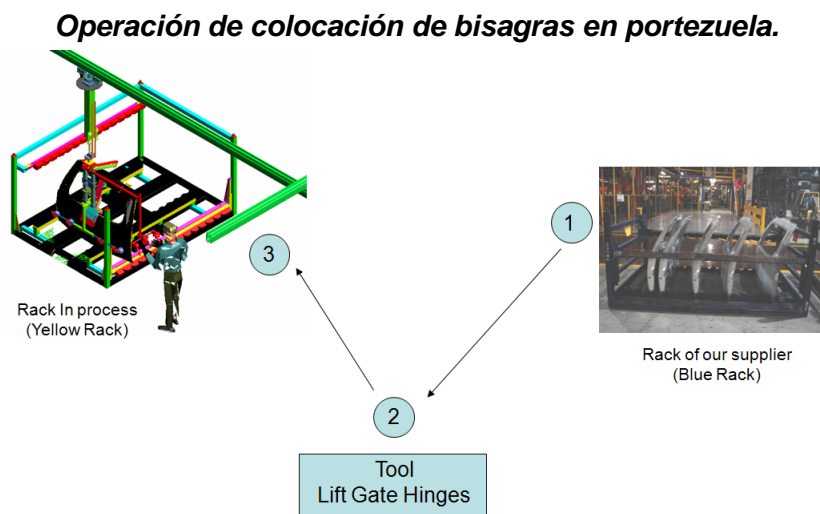 Operación de colocación de bisagras en portezuela.
1
3
Rack In process
(Yellow Rack)
Rack of our supplier
(Blue Rack)
2
Tool
Lift Gate Hinges